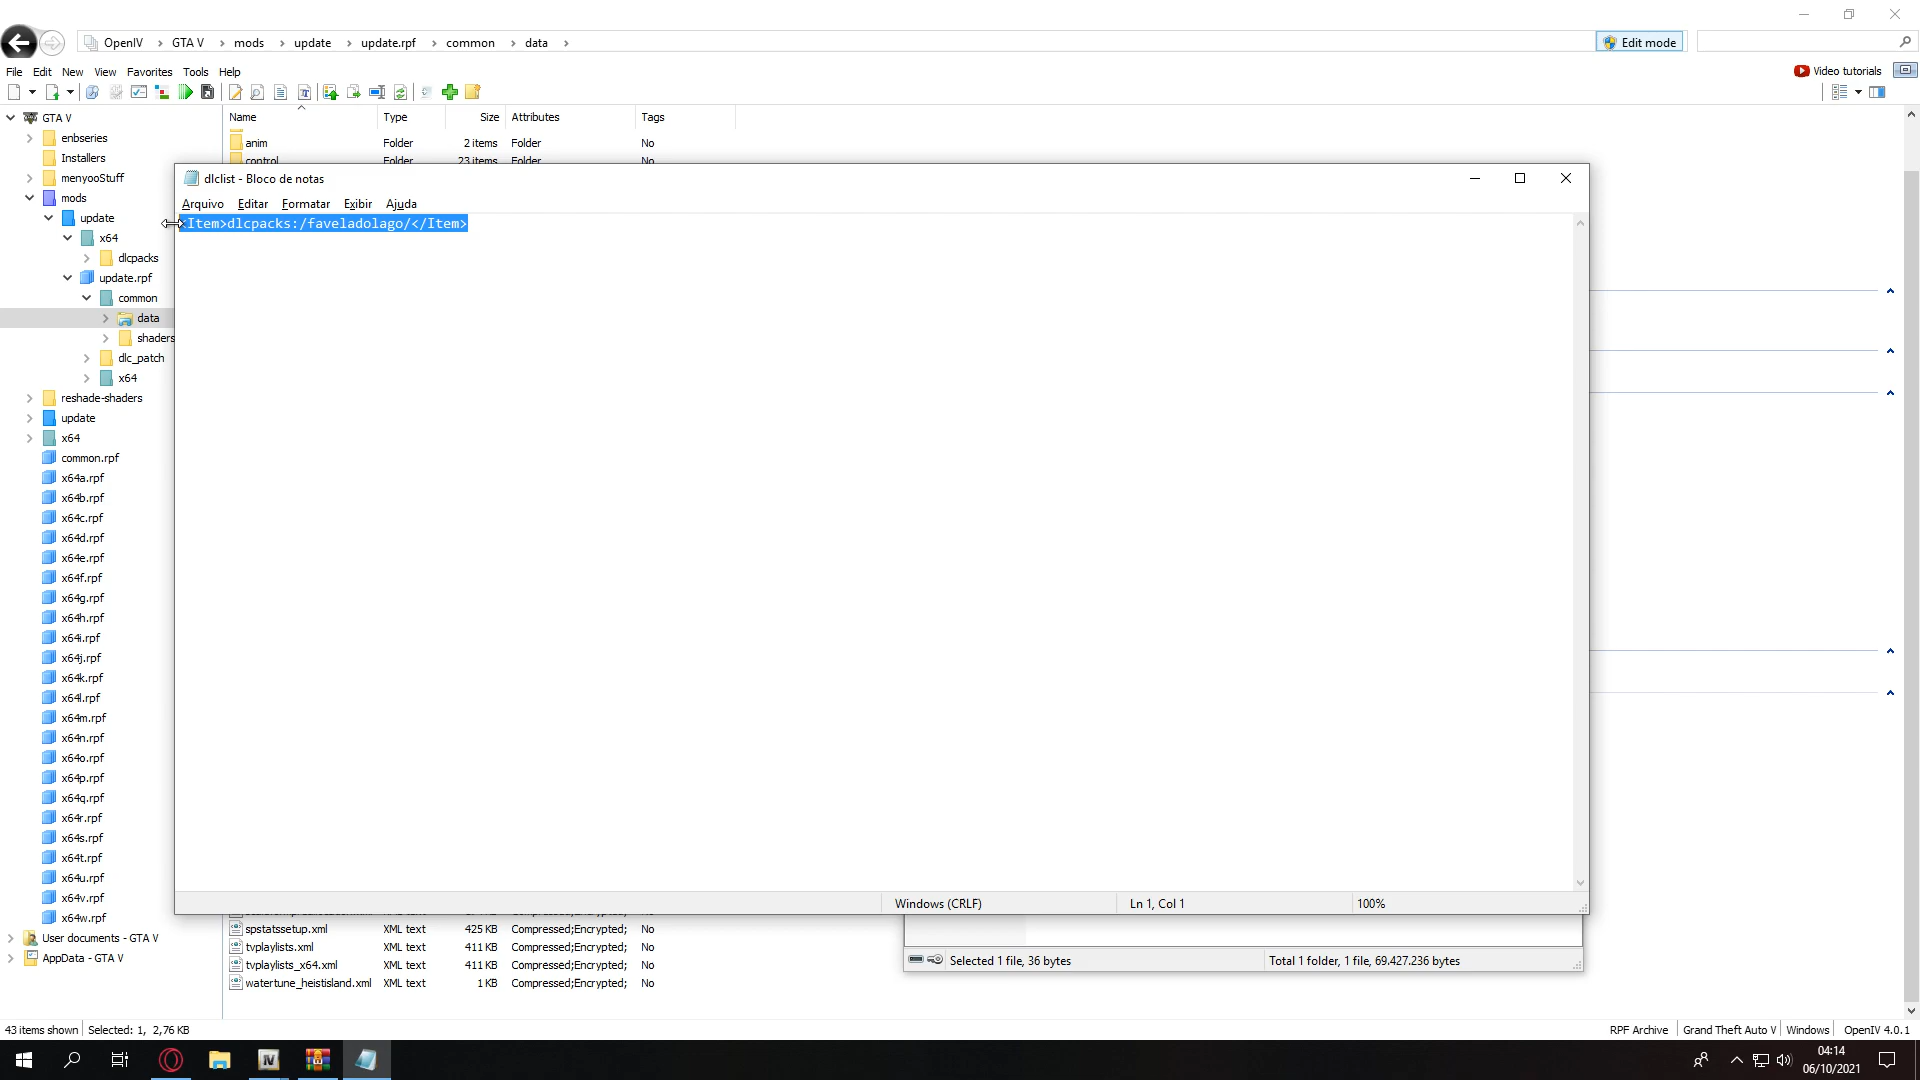 OpenIV > GTA V > mods > update > update.rpf > common > data >
Edit mode
File Edit New View Favorites Tools Help
Video tutorials
GTA V
enbseries
Installers
menyooStuff
mods
update
x64
dlcpacks
update.rpf
common
data
shaders
dlc_patch
x64
reshade-shaders
update
x64
common.rpf
x64a.rpf
x64b.rpf
x64c.rpf
x64d.rpf
x64e.rpf
x64f.rpf
x64g.rpf
x64h.rpf
x64i.rpf
x64j.rpf
x64k.rpf
x64l.rpf
x64m.rpf
x64n.rpf
x64o.rpf
x64p.rpf
x64q.rpf
x64r.rpf
x64s.rpf
x64t.rpf
x64u.rpf
x64v.rpf
x64w.rpf
User documents - GTA V
AppData - GTA V
Name Type Size Attributes Tags
anim Folder 2 items Folder No
control Folder 23 items Folder No
dlclist - Bloco de notas
Arquivo Editar Formatar Exibir Ajuda
<Item>dlcpacks:/faveladolago/</Item>
Windows (CRLF) Ln 1, Col 1 100%
spstatssetup.xml XML text 425 KB Compressed;Encrypted; No
tvplaylists.xml XML text 411 KB Compressed;Encrypted; No
tvplaylists_x64.xml XML text 411 KB Compressed;Encrypted; No
watertune_heistisland.xml XML text 1 KB Compressed;Encrypted; No
Selected 1 file, 36 bytes Total 1 folder, 1 file, 69.427.236 bytes
43 items shown Selected: 1, 2,76 KB
RPF Archive Grand Theft Auto V Windows OpenIV 4.0.1
04:14
06/10/2021